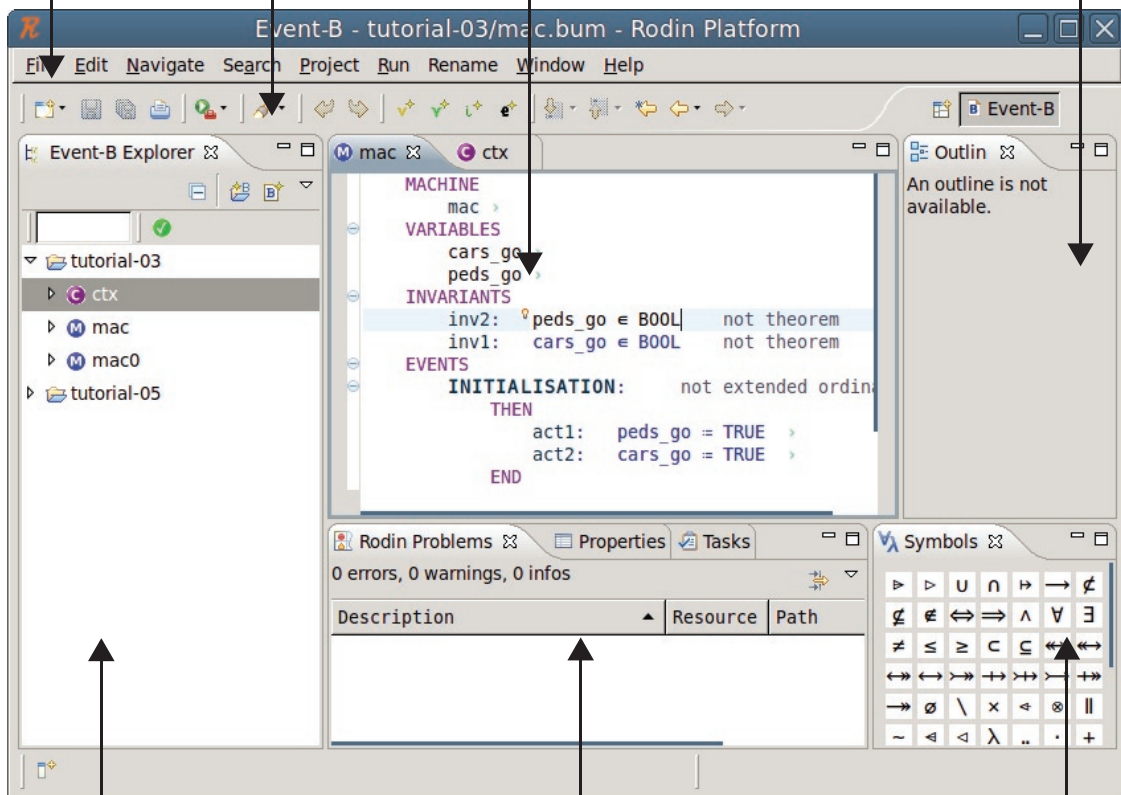 Event-B - tutorial-03/mac.bum - Rodin Platform
File Edit Navigate Search Project Run Rename Window Help
Event-B
Event-B Explorer
tutorial-03
ctx
mac
mac0
tutorial-05
mac ctx
MACHINE
mac
VARIABLES
cars_go
peds_go
INVARIANTS
inv2: peds_go ∈ BOOL not theorem
inv1: cars_go ∈ BOOL not theorem
EVENTS
INITIALISATION: not extended ordina
THEN
act1: peds_go ≔ TRUE ›
act2: cars_go ≔ TRUE ›
END
Outlin
An outline is not
available.
Rodin Problems Properties Tasks
0 errors, 0 warnings, 0 infos
Description Resource Path
Symbols
⩥ ▷ ∪ ∩ ↦ → ⊄
⊈ ∉ ⇔ ⇒ ∧ ∀ ∃
≠ ≤ ≥ ⊂ ⊆
∅ \ × ⊗ ∥
∼ ⩤ ◁ λ ‥ · +